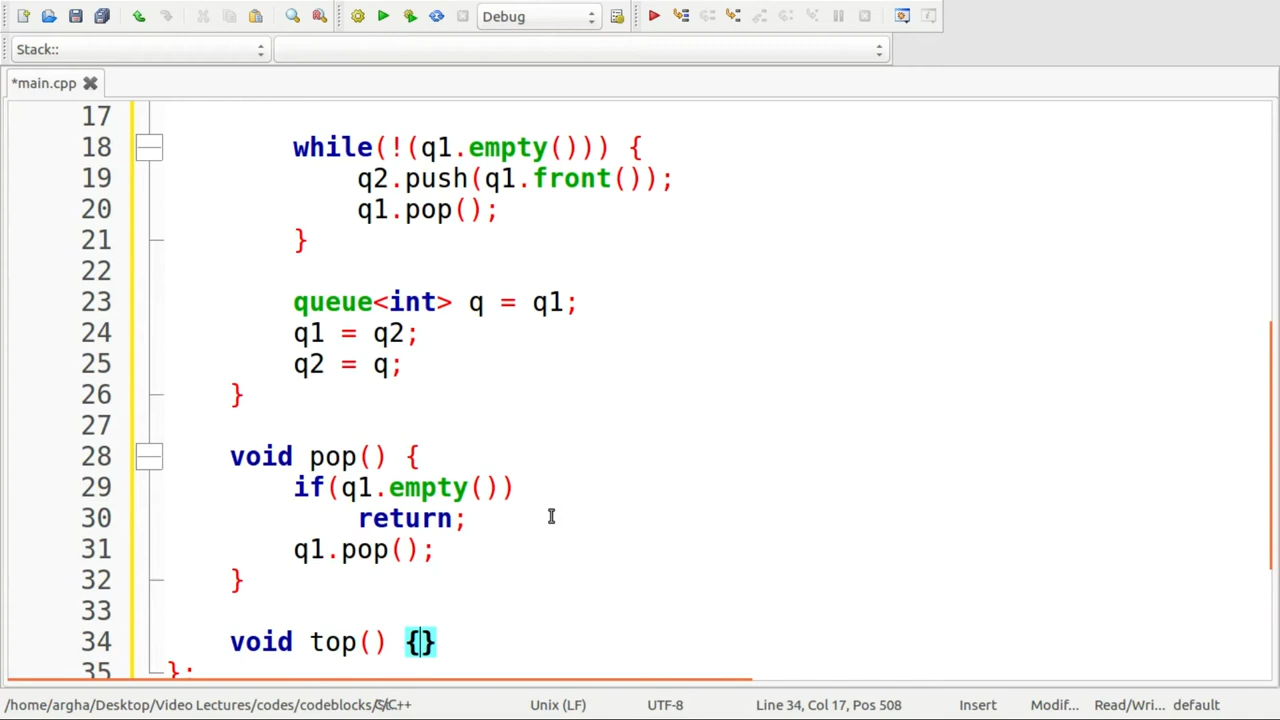 Debug
Stack::
*main.cpp
17
18 while(!(q1.empty())) {
19 q2.push(q1.front());
20 q1.pop();
21 }
22
23 queue<int> q = q1;
24 q1 = q2;
25 q2 = q;
26 }
27
28 void pop() {
29 if(q1.empty())
30 return;
31 q1.pop();
32 }
33
34 void top() {}
35 };
/home/argha/Desktop/Video Lectures/codes/codeblocks/ C/C++ Unix (LF) UTF-8 Line 34, Col 17, Pos 508 Insert Modif... Read/Wri... default